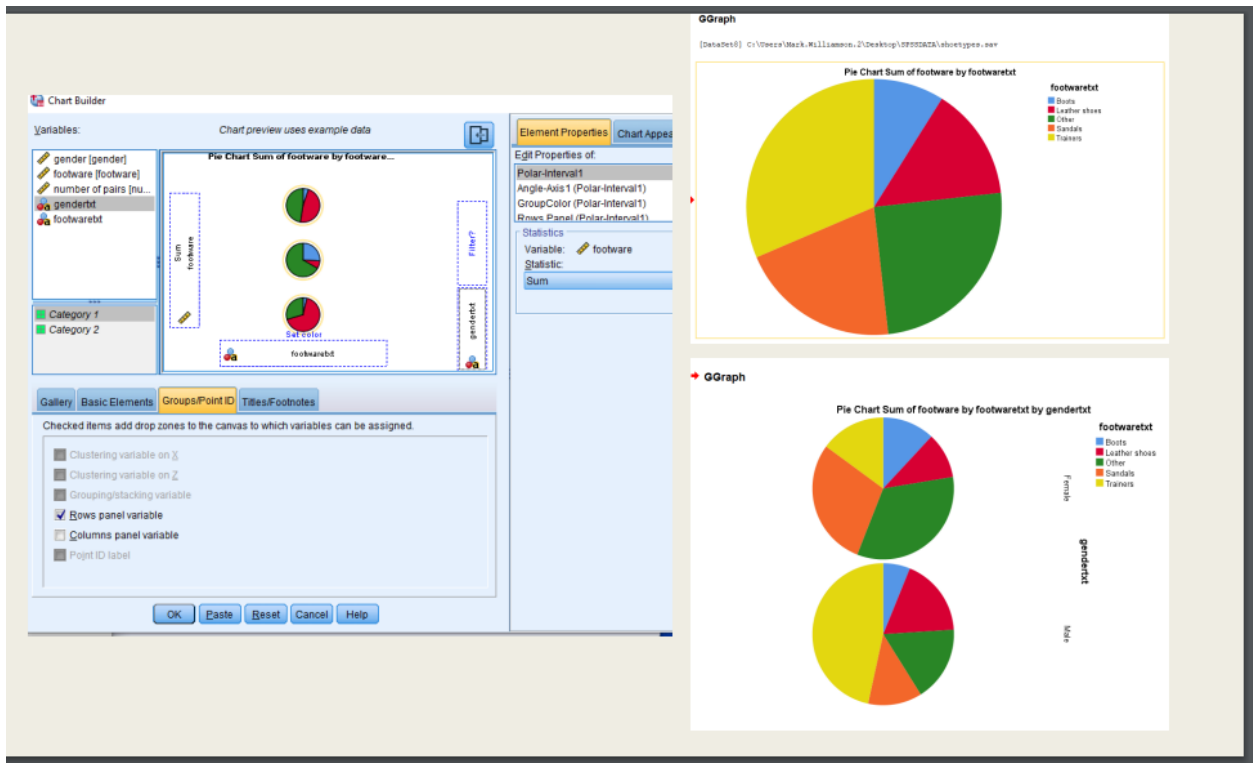 Chart Builder
Variables:
Chart preview uses example data
gender [gender]
footware [footware]
number of pairs [nu...
gendertxt
footwaretxt
Category 1
Category 2
Pie Chart Sum of footware by footware...
Sum
footware
Filter?
gendertxt
Set color
footwaretxt
Element Properties
Chart Appea
Edit Properties of:
Polar-Interval1
Angle-Axis1 (Polar-Interval1)
GroupColor (Polar-Interval1)
Rows Panel (Polar-Interval1)
Statistics
Variable: footware
Statistic:
Sum
Gallery
Basic Elements
Groups/Point ID
Titles/Footnotes
Checked items add drop zones to the canvas to which variables can be assigned.
Clustering variable on X
Clustering variable on Z
Grouping/stacking variable
Rows panel variable
Columns panel variable
Point ID label
OK
Paste
Reset
Cancel
Help
GGraph
[DataSet8] C:\Users\Mark.Williamson.2\Desktop\SPSSDATA\shoetypes.sav
Pie Chart Sum of footware by footwaretxt
footwaretxt
Boots
Leather shoes
Other
Sandals
Trainers
GGraph
Pie Chart Sum of footware by footwaretxt by gendertxt
footwaretxt
Boots
Leather shoes
Other
Sandals
Trainers
Female
gendertxt
Male